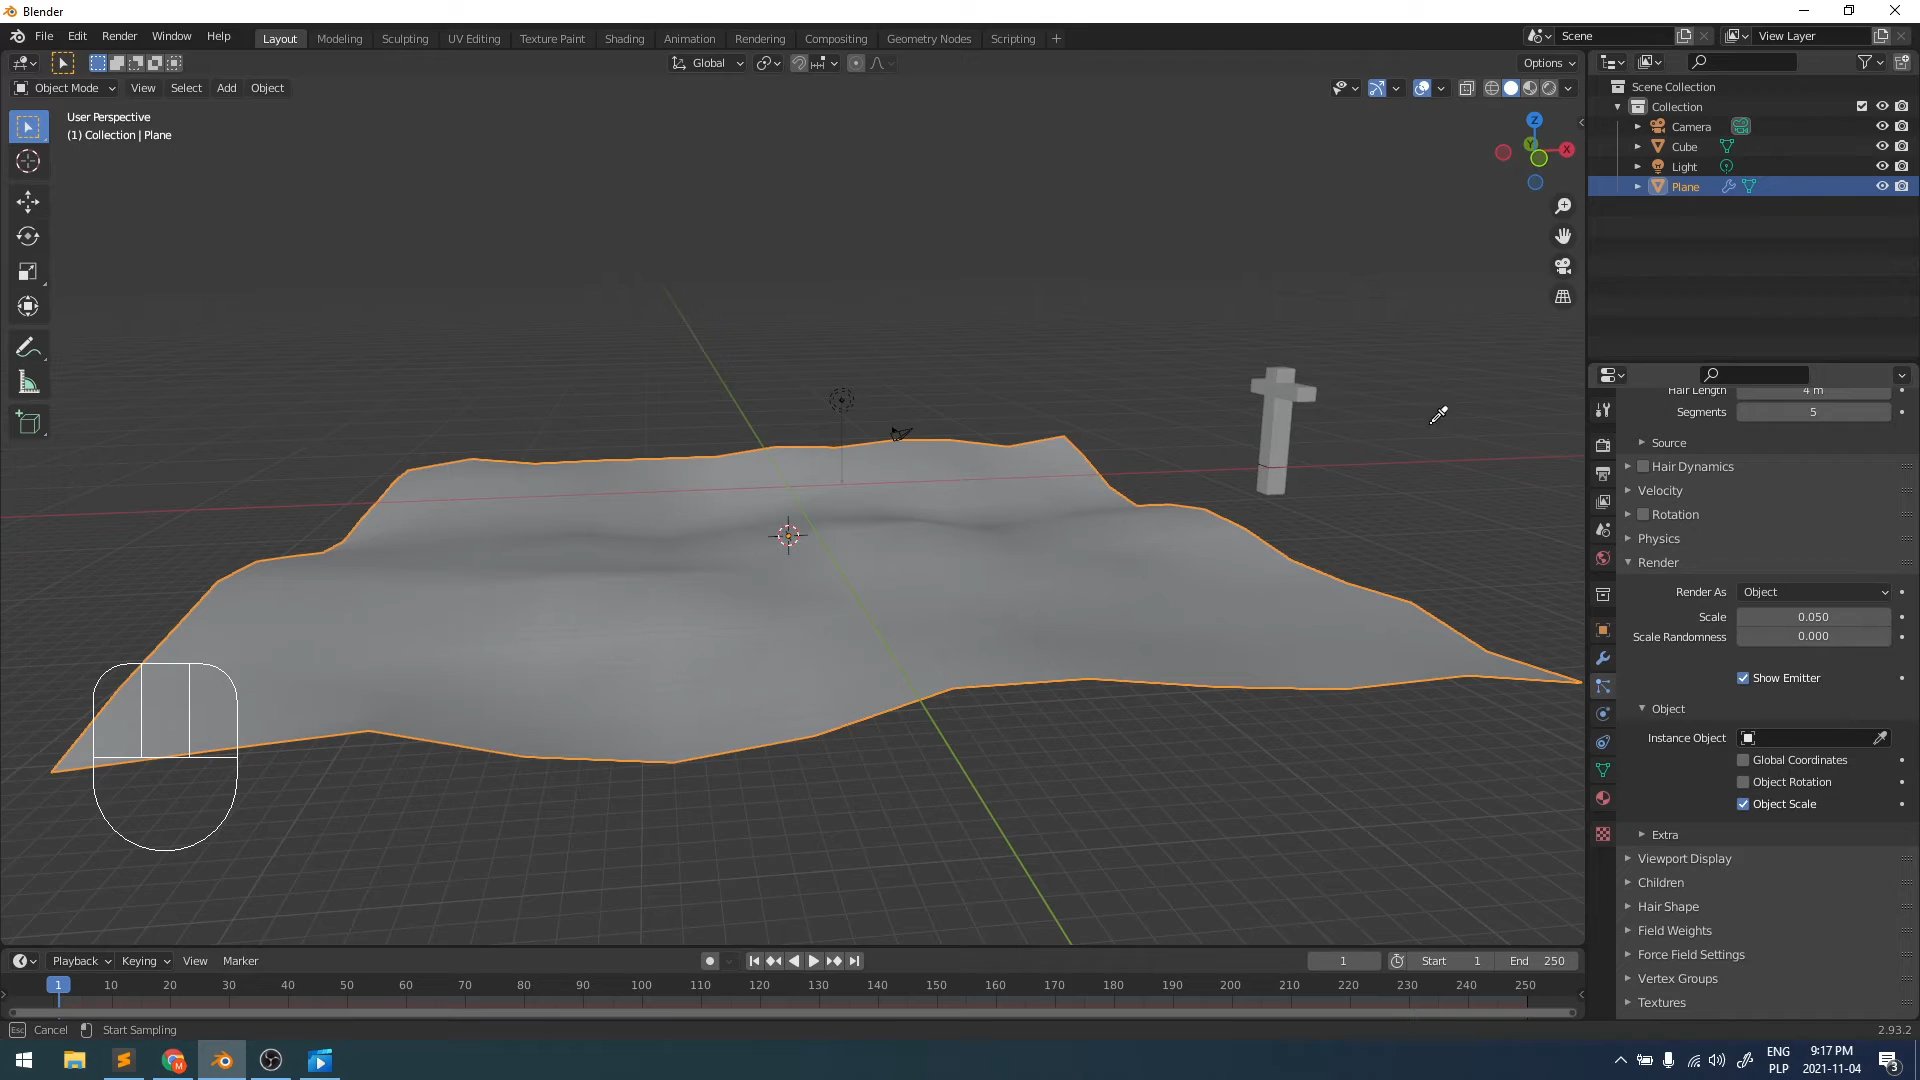 Blender
File Edit Render Window Help
Layout Modeling Sculpting UV Editing Texture Paint Shading Animation Rendering Compositing Geometry Nodes Scripting +
Scene View Layer
Global Options
Object Mode View Select Add Object
User Perspective
(1) Collection | Plane
Z
Y
X
Scene Collection
Collection
Camera
Cube
Light
Plane
Hair Length 4 m
Segments 5
Source
Hair Dynamics
Velocity
Rotation
Physics
Render
Render As Object
Scale 0.050
Scale Randomness 0.000
Show Emitter
Object
Instance Object
Global Coordinates
Object Rotation
Object Scale
Extra
Viewport Display
Children
Hair Shape
Field Weights
Force Field Settings
Vertex Groups
Textures
Playback Keying View Marker 1 Start 1 End 250
1 10 20 30 40 50 60 70 80 90 100 110 120 130 140 150 160 170 180 190 200 210 220 230 240 250
Esc Cancel Start Sampling 2.93.2
ENG 9:17 PM
PLP 2021-11-04 3